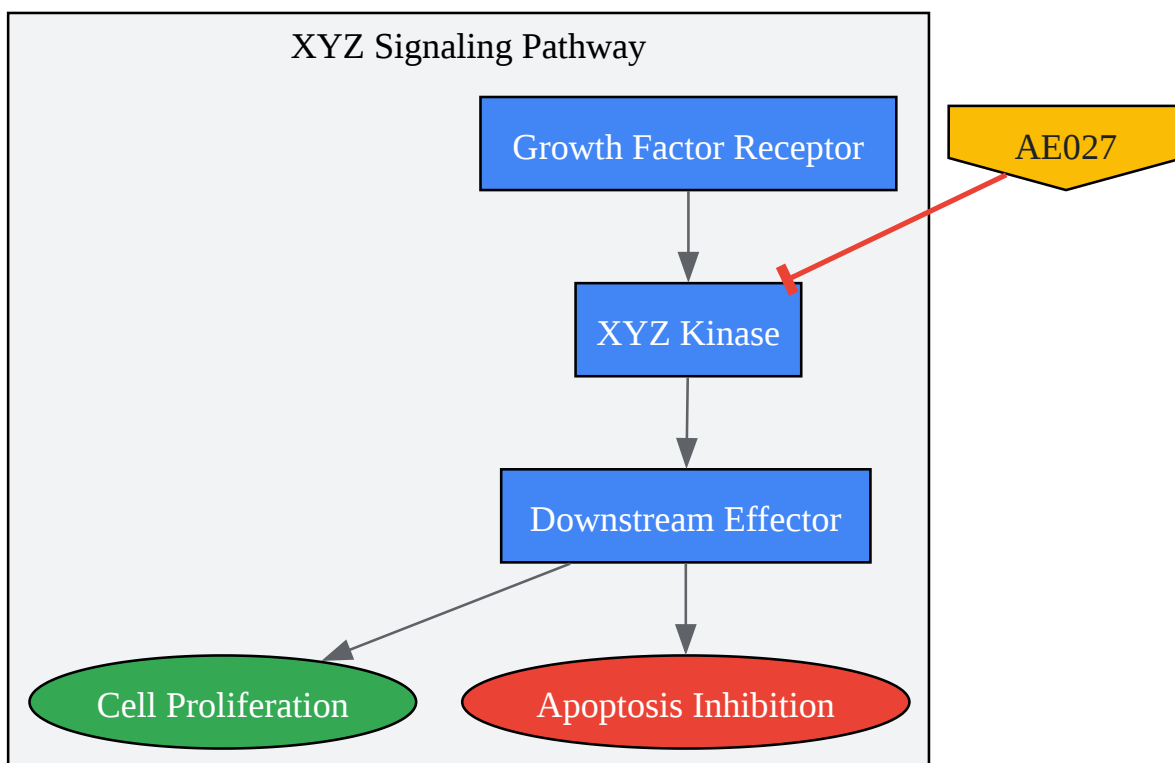 XYZ Signaling Pathway
Growth Factor Receptor
AE027
XYZ Kinase
Downstream Effector
Cell Proliferation
Apoptosis Inhibition